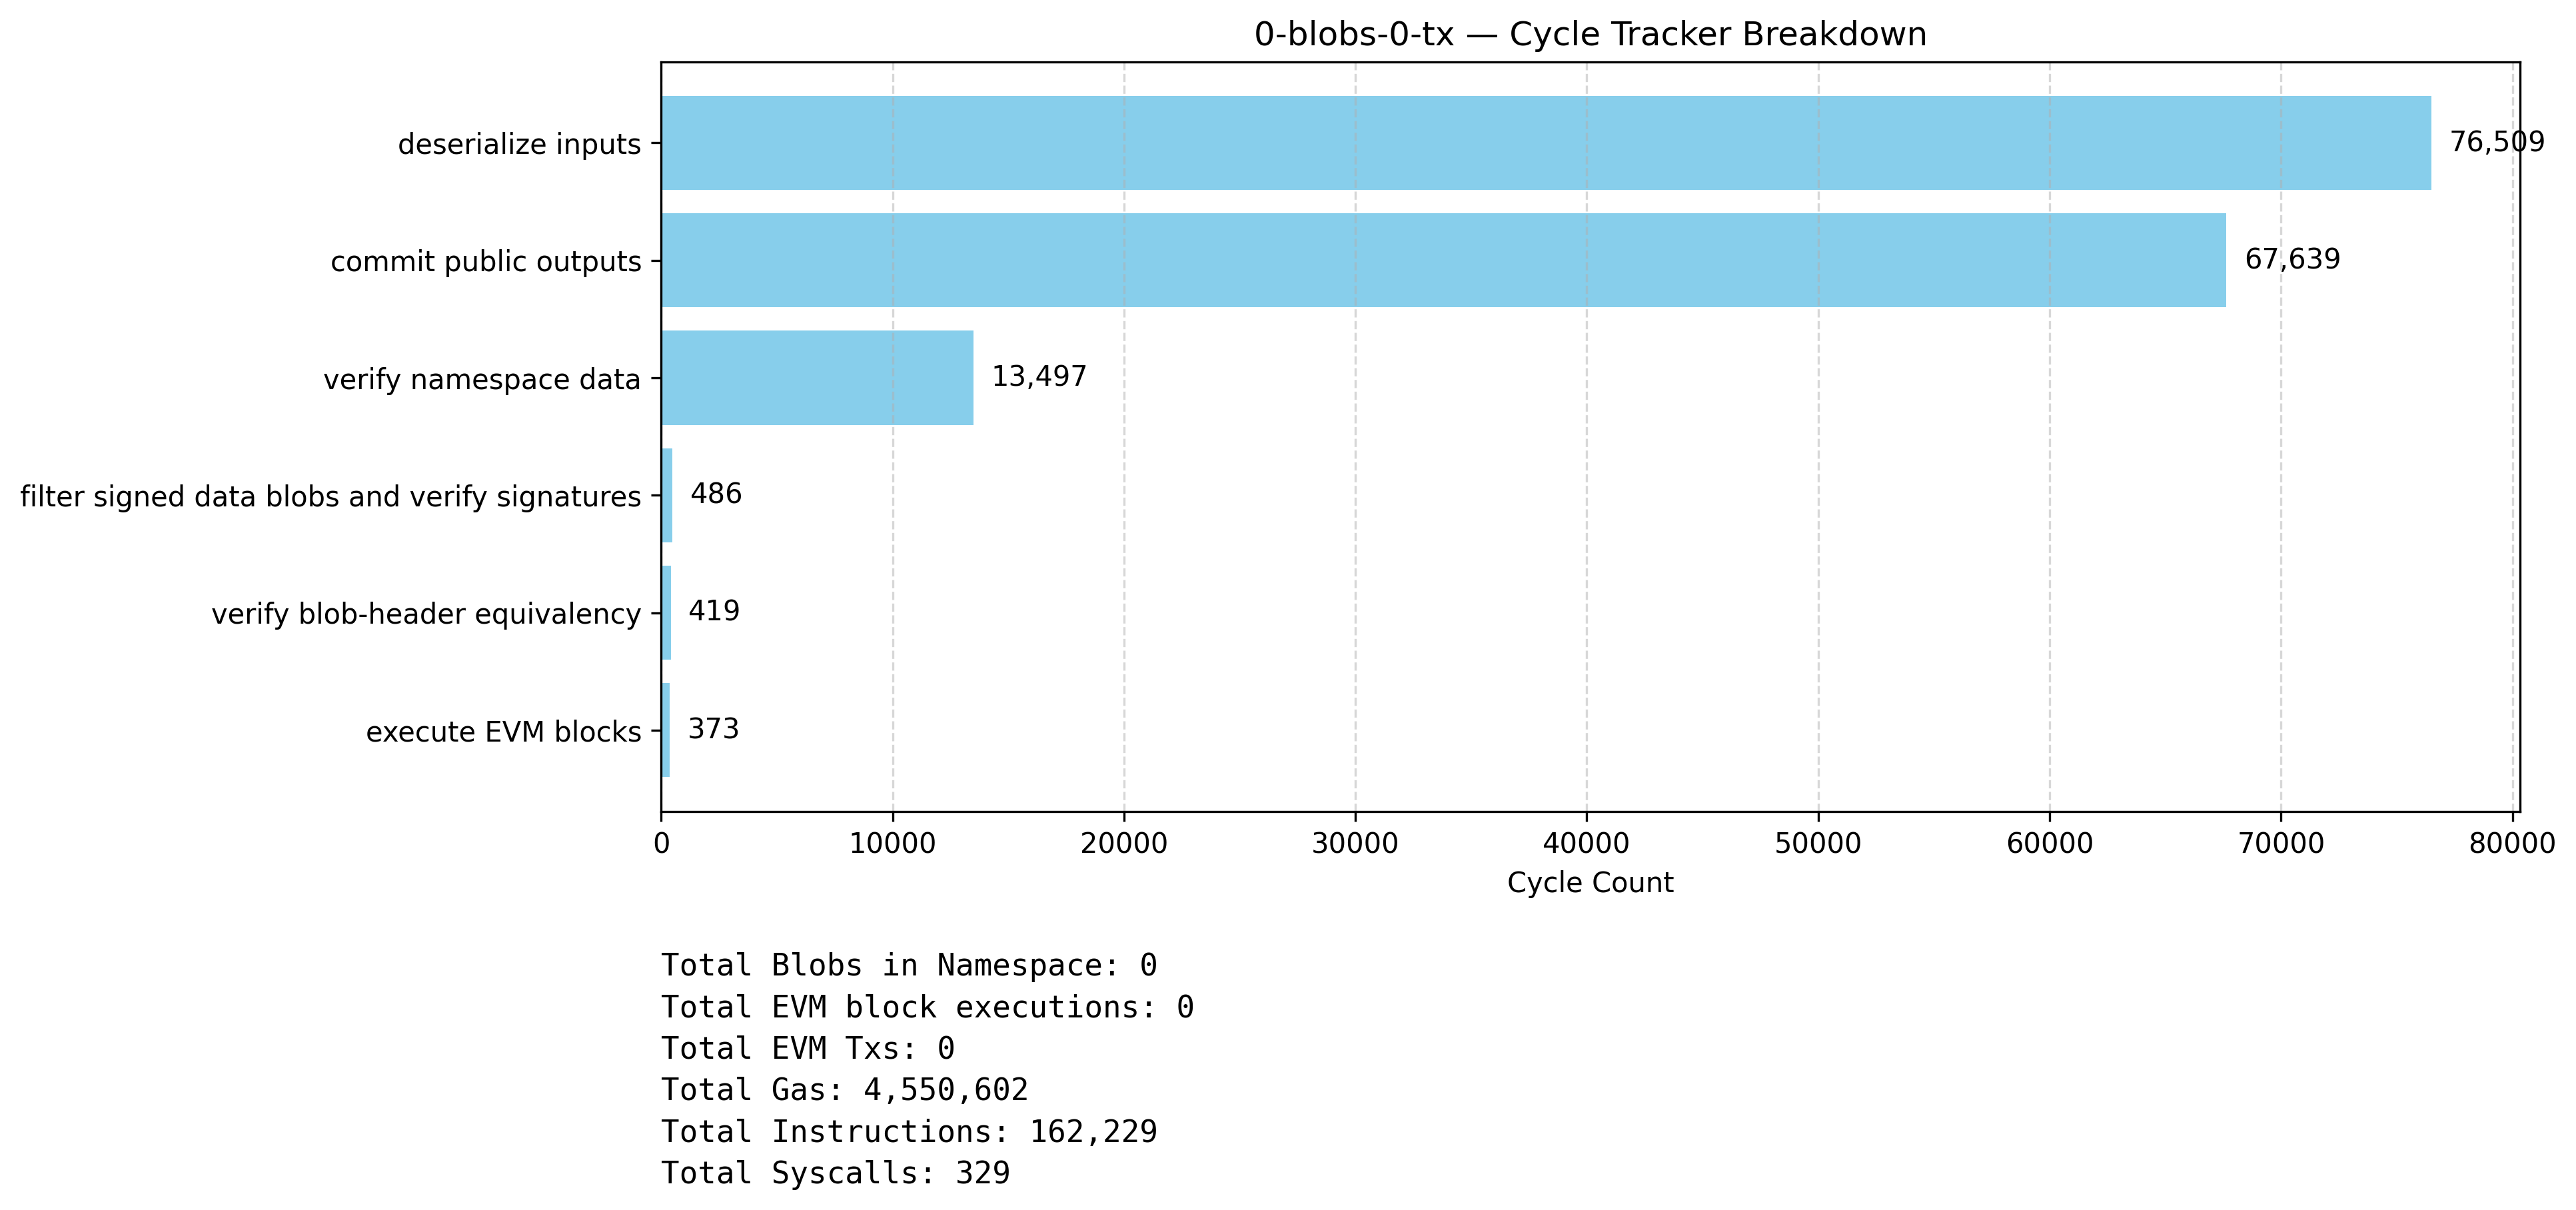 0-blobs-0-tx — Cycle Tracker Breakdown
deserialize inputs
76,509
commit public outputs
67,639
verify namespace data
13,497
filter signed data blobs and verify signatures
486
verify blob-header equivalency
419
execute EVM blocks
373
0 10000 20000 30000 40000 50000 60000 70000 80000
Cycle Count
Total Blobs in Namespace: 0
Total EVM block executions: 0
Total EVM Txs: 0
Total Gas: 4,550,602
Total Instructions: 162,229
Total Syscalls: 329